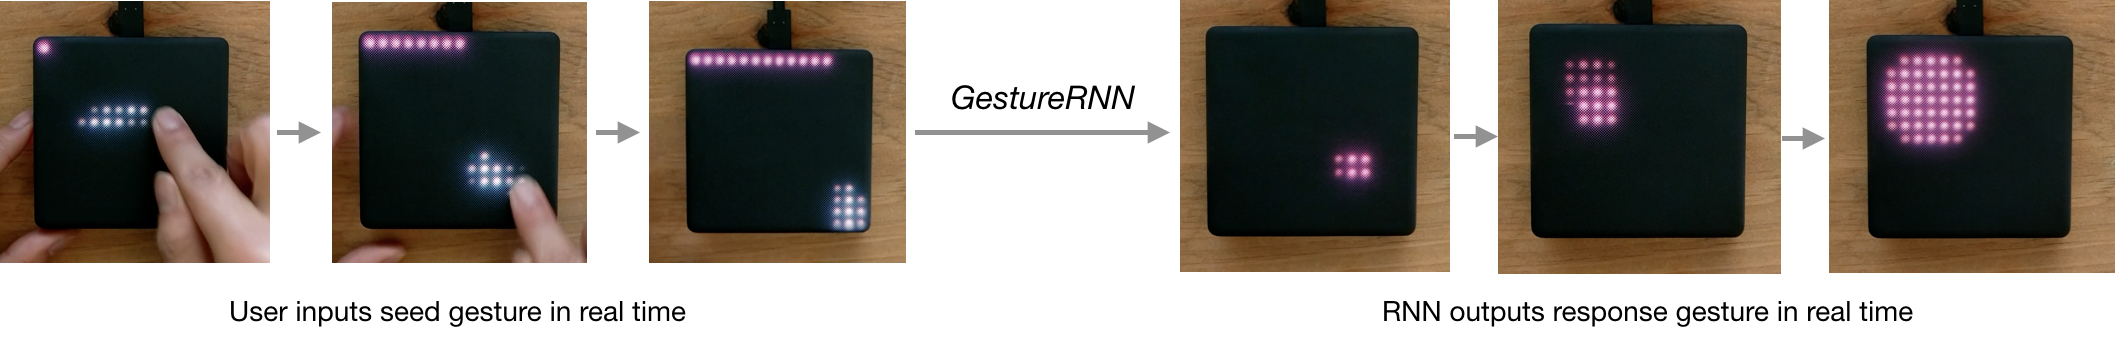 GestureRNN
User inputs seed gesture in real time
RNN outputs response gesture in real time